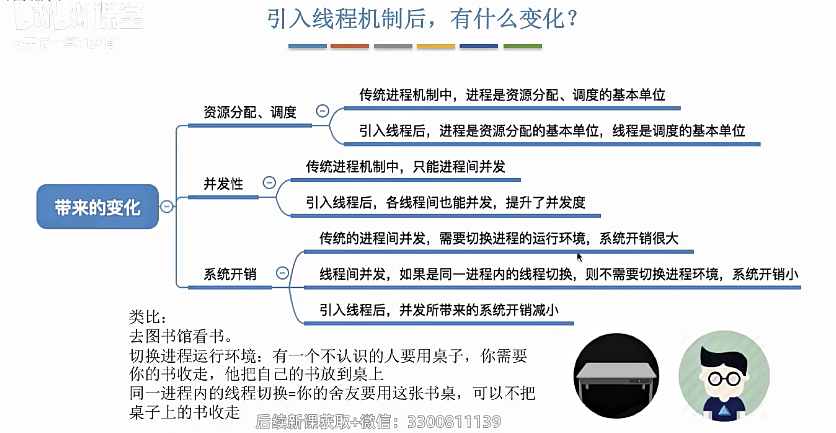 引入线程机制后，有什么变化？
课堂
资源分配、调度
传统进程机制中，进程是资源分配、调度的基本单位
引入线程后，进程是资源分配的基本单位，线程是调度的基本单位
并发性
传统进程机制中，只能进程间并发
引入线程后，各线程间也能并发，提升了并发度
带来的变化
系统开销
传统的进程间并发，需要切换进程的运行环境，系统开销很大
线程间并发，如果是同一进程内的线程切换，则不需要切换进程环境，系统开销小
引入线程后，并发所带来的系统开销减小
类比：
去图书馆看书。
切换进程运行环境：有一个不认识的人要用桌子，你需要
你的书收走，他把自己的书放到桌上
同一进程内的线程切换=你的舍友要用这张书桌，可以不把
桌子上的书收走
后续新课获取+微信：3300811139